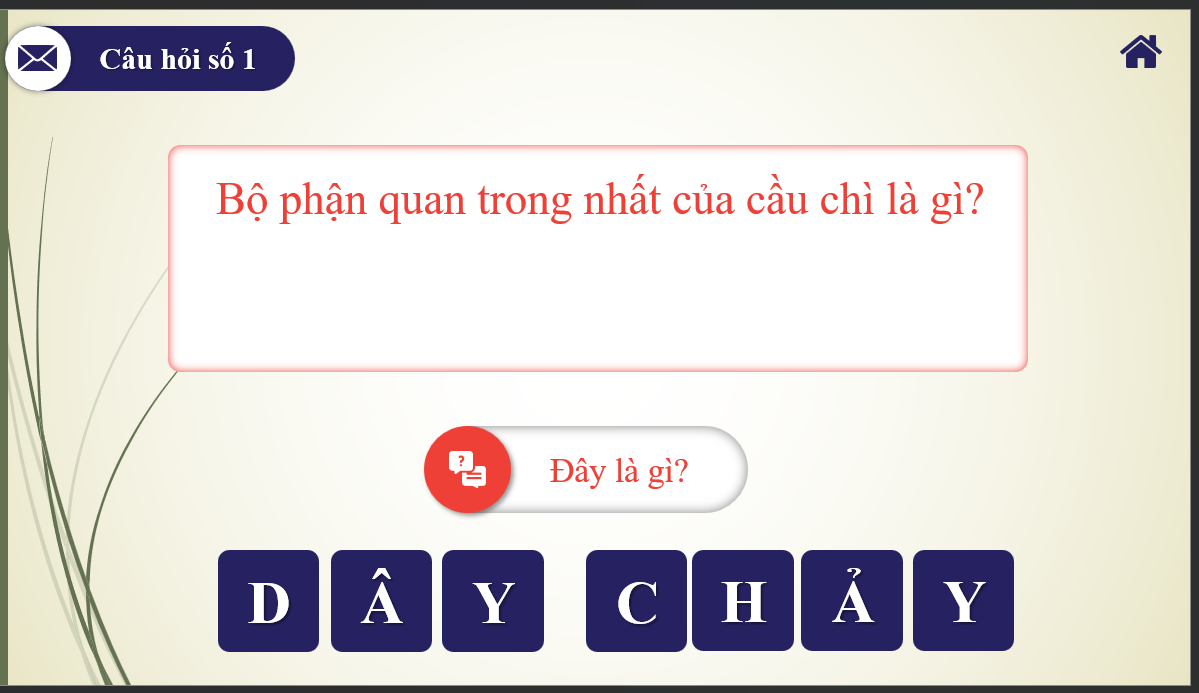 Câu hỏi số 1
Bộ phận quan trong nhất của cầu chì là gì?
?
Đây là gì?
D Â Y C H Ả Y